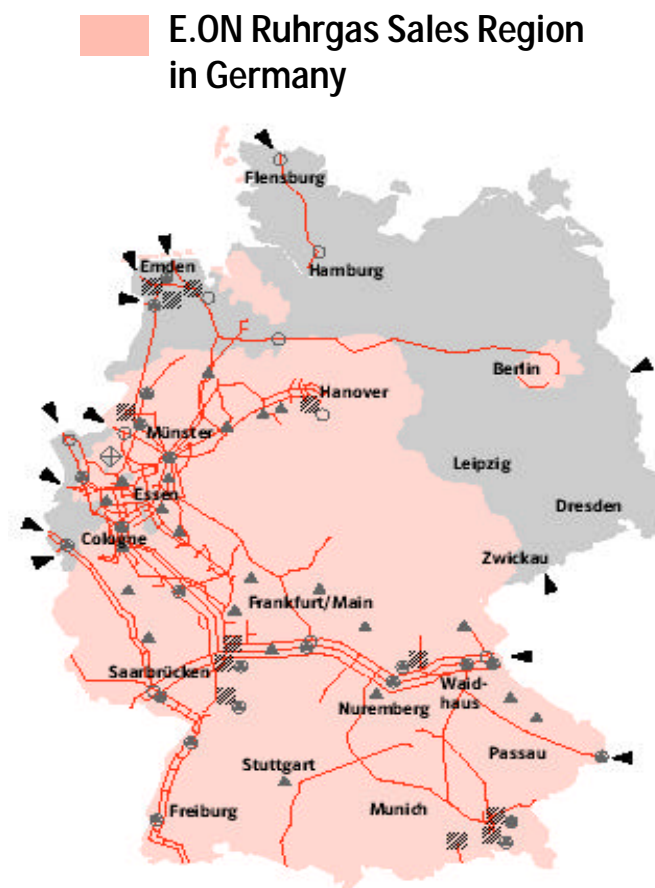 E.ON Ruhrgas Sales Region
in Germany
Flensburg
Emden
Hamburg
Berlin
Hanover
Münster
Leipzig
Essen
Dresden
Cologne
Zwickau
Frankfurt/Main
Saarbrücken
Waid-
haus
Nuremberg
Passau
Stuttgart
Freiburg
Munich